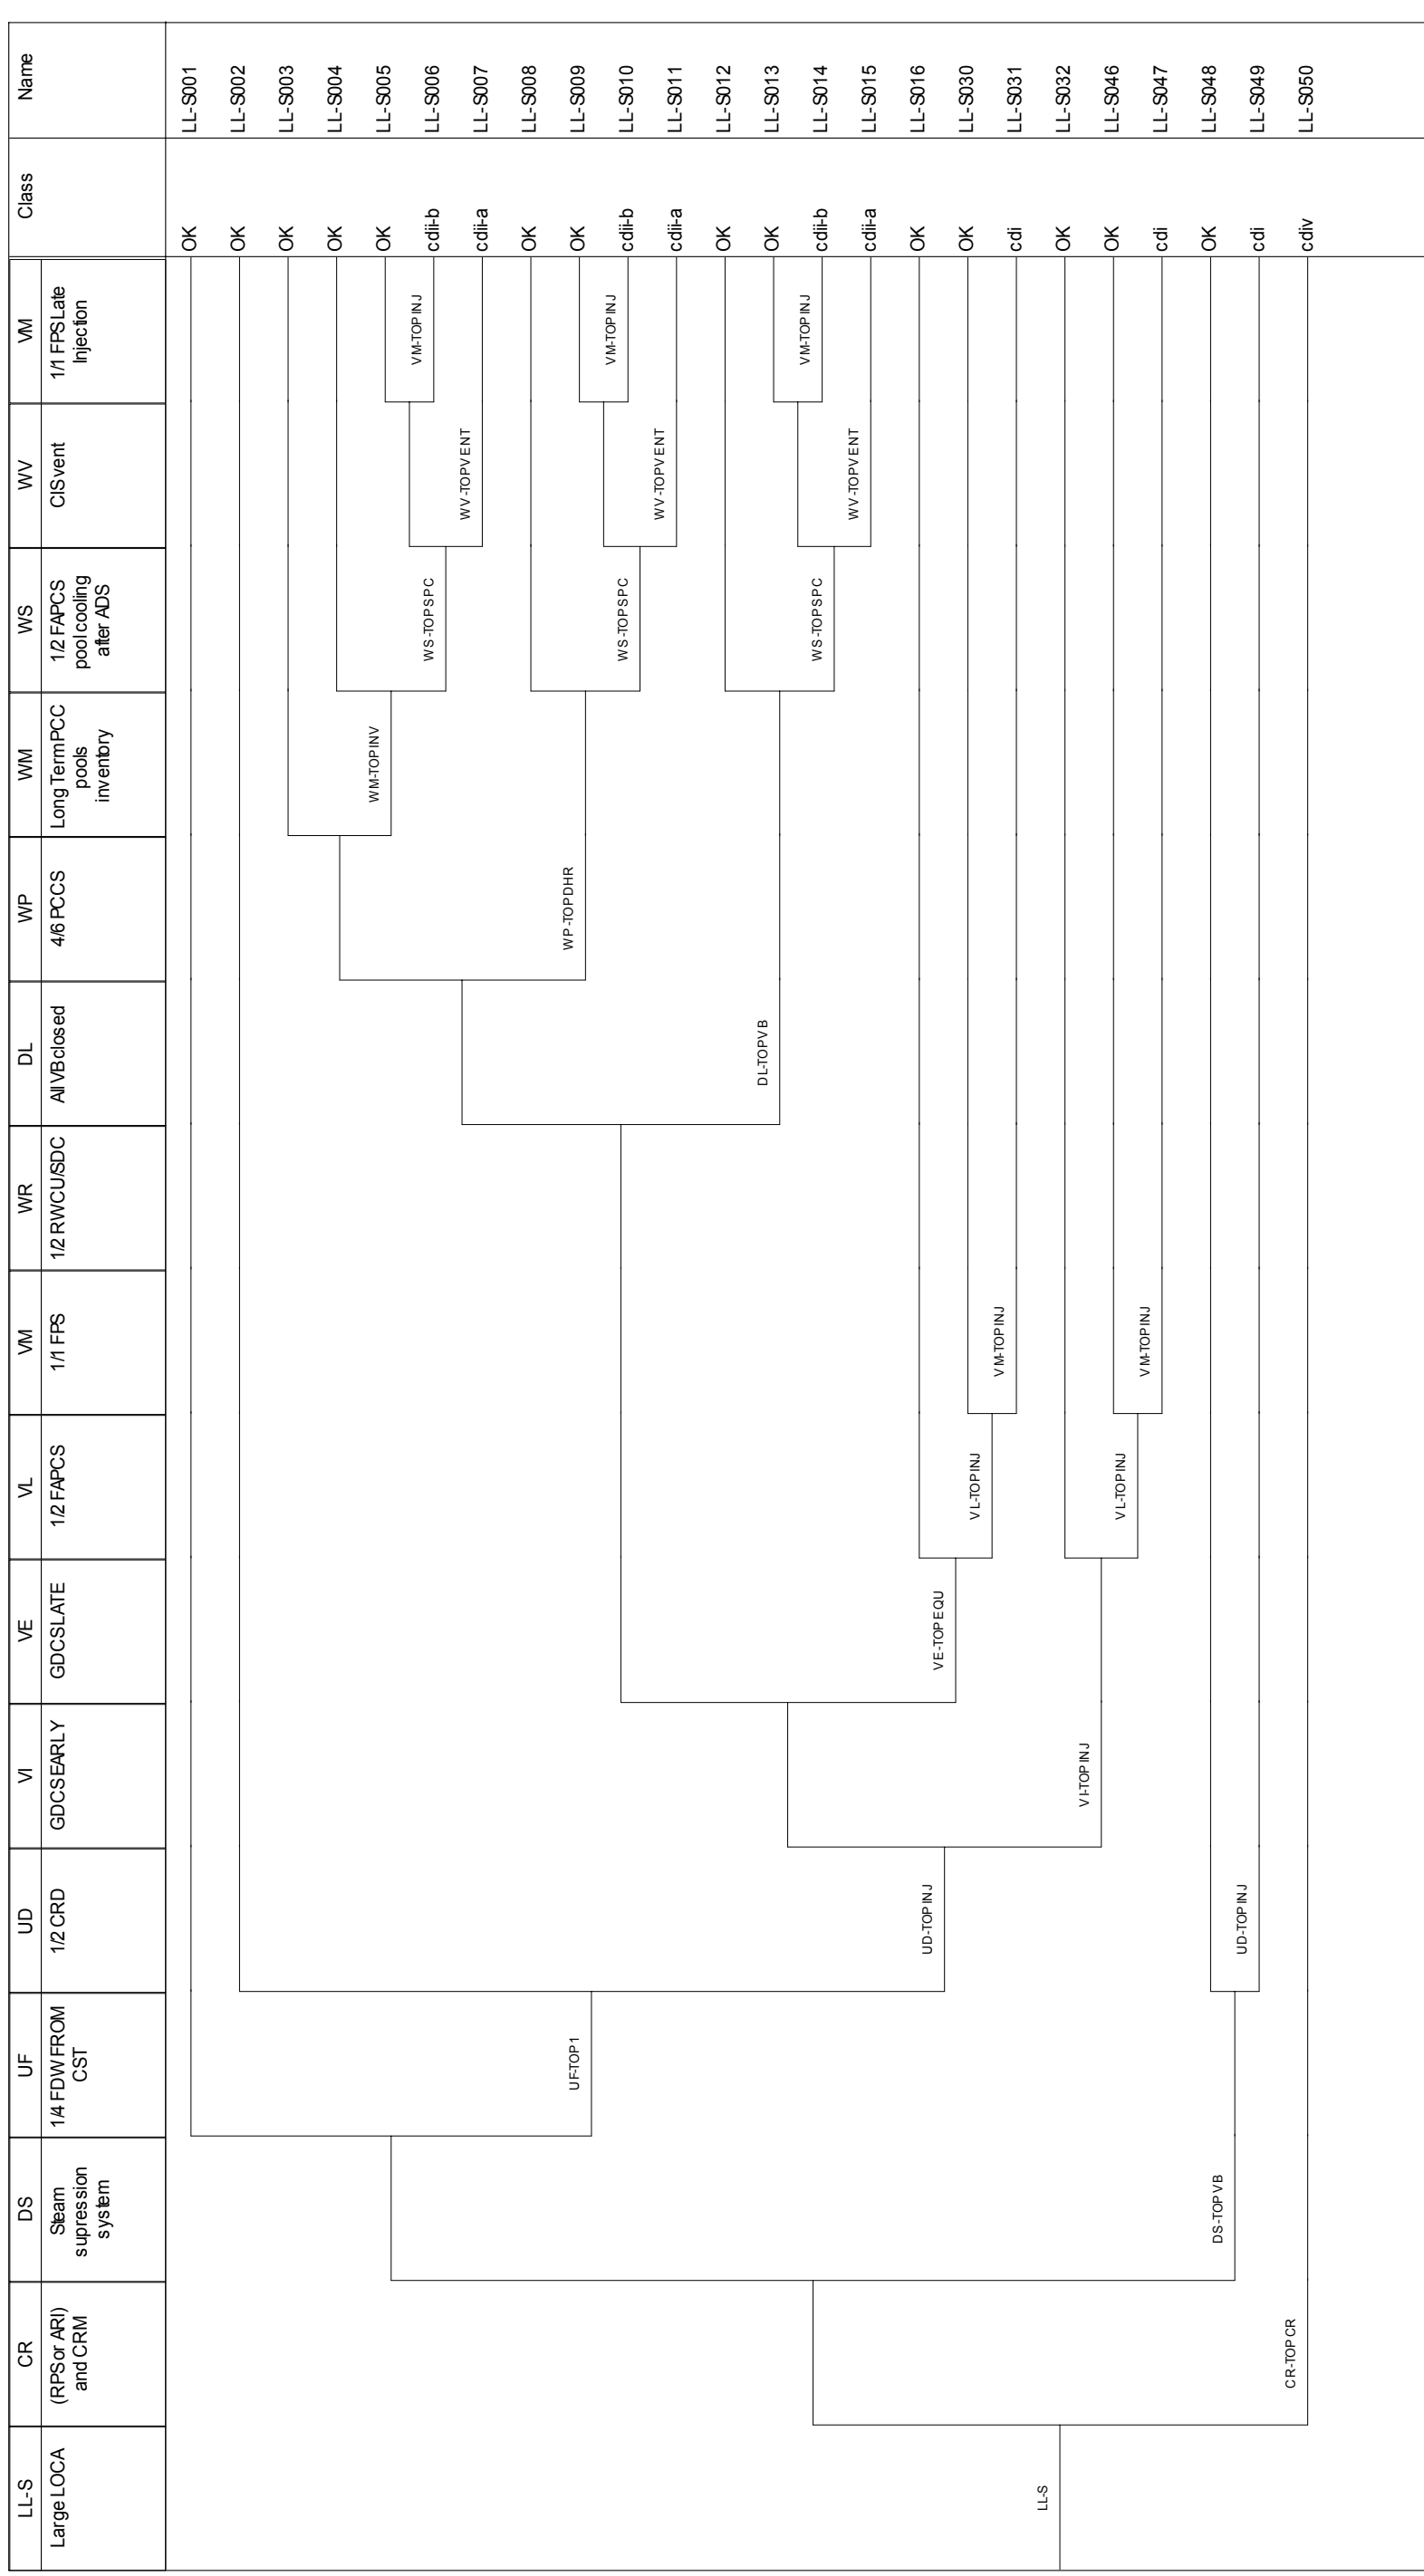 LL-S
Large LOCA
CR
(RPS or ARI)
and CRM
DS
Steam
supression
system
UF
1/4 FDW FROM
CST
UD
1/2 CRD
VI
GDCS EARLY
VE
GDCS LATE
VL
1/2 FAPCS
VM
1/1 FPS
WR
1/2 RWCU/SDC
DL
All VB closed
WP
4/6 PCCS
WM
Long Term PCC
pools
inventory
WS
1/2 FAPCS
pool cooling
after ADS
WV
CIS vent
VM
1/1 FPS Late
Injection
Class
Name
OK LL-S001
OK LL-S002
OK LL-S003
OK LL-S004
WM-TOPINV
OK LL-S005
VM-TOPINJ
WS-TOPSPC
cdii-b LL-S006
WV-TOPVENT
cdii-a LL-S007
OK LL-S008
WP-TOPDHR
UF-TOP1
OK LL-S009
VM-TOPINJ
WS-TOPSPC
cdii-b LL-S010
WV-TOPVENT
cdii-a LL-S011
OK LL-S012
DL-TOPVB
OK LL-S013
VM-TOPINJ
WS-TOPSPC
cdii-b LL-S014
WV-TOPVENT
cdii-a LL-S015
OK LL-S016
UD-TOPINJ
VE-TOPEQU
OK LL-S030
VL-TOPINJ
VM-TOPINJ
cdi LL-S031
LL-S
OK LL-S032
VI-TOPINJ
OK LL-S046
VL-TOPINJ
VM-TOPINJ
cdi LL-S047
OK LL-S048
DS-TOPVB
UD-TOPINJ
cdi LL-S049
CR-TOPCR
cdiv LL-S050